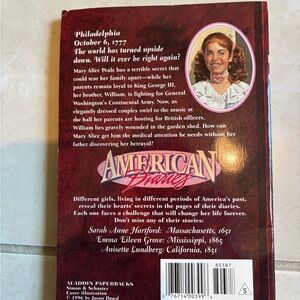 Philadelphia
October 6, 1777
The world has turned upside
down. Will it ever be right again?
Mary Alice Peale has a terrible secret that
could tear her family apart—while her
parents remain loyal to King George III,
her brother, William, is fighting for General
Washington's Continental Army. Now, as
elegantly dressed couples sway to the music at
the ball her parents are hosting for British officers,
William lies gravely wounded in the garden shed. How can
Mary Alice get him the medical attention he needs without her
father discovering her betrayal?
AMERICAN
Diaries
Different girls, living in different periods of America's past,
reveal their hearts' secrets in the pages of their diaries.
Each one faces a challenge that will change her life forever.
Don't miss any of their stories:
Sarah Anne Hartford: Massachusetts, 1651
Emma Eileen Grove: Mississippi, 1865
Anisette Lundberg: California, 1851
ALADDIN PAPERBACKS
Simon & Schuster
Cover illustration
© 1996 by
80387
76714 00399
S